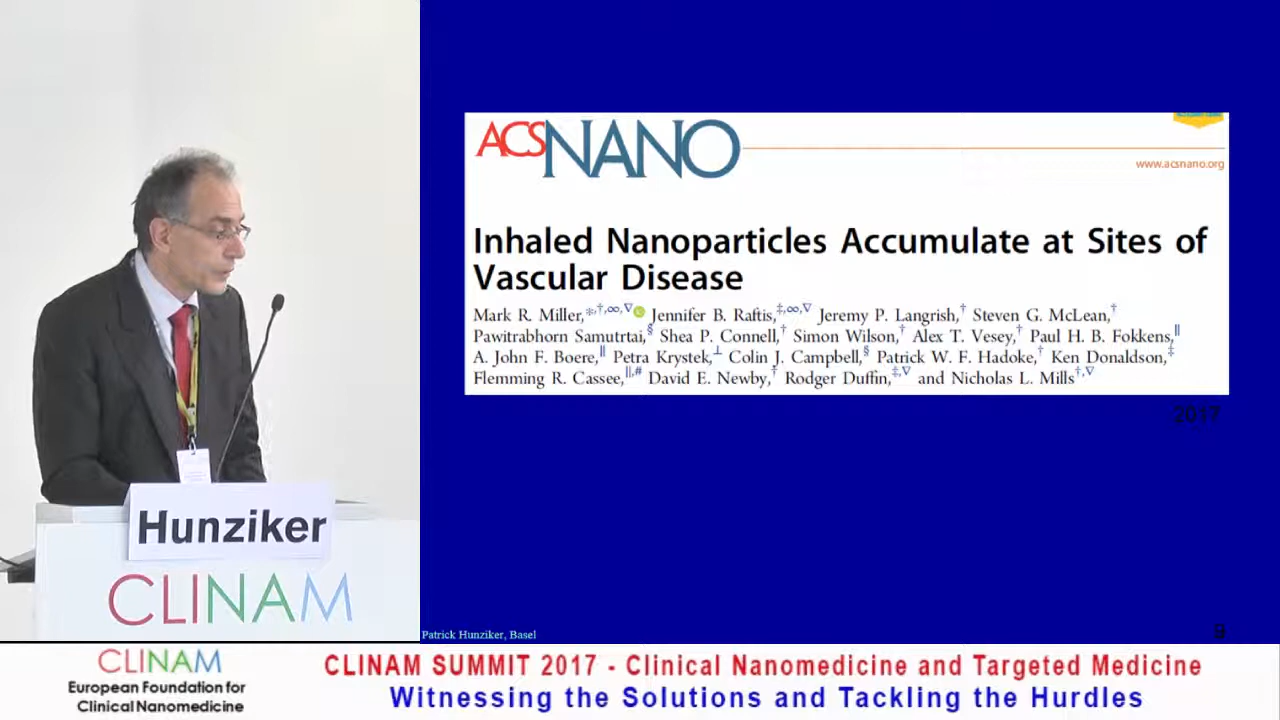 ACSNANO
www.acsnano.org
Inhaled Nanoparticles Accumulate at Sites of
Vascular Disease
Mark R. Miller,*,†,∞,∇ Jennifer B. Raftis,‡,∞,∇ Jeremy P. Langrish,† Steven G. McLean,†
Pawitrabhorn Samutrtai,§ Shea P. Connell,† Simon Wilson,† Alex T. Vesey,† Paul H. B. Fokkens,∥
A. John F. Boere,∥ Petra Krystek,⊥ Colin J. Campbell,§ Patrick W. F. Hadoke,† Ken Donaldson,‡
Flemming R. Cassee,∥,# David E. Newby,† Rodger Duffin,‡,∇ and Nicholas L. Mills†,∇
2017
Hunziker
CLINAM
Patrick Hunziker, Basel
9
CLINAM
European Foundation for
Clinical Nanomedicine
CLINAM SUMMIT 2017 - Clinical Nanomedicine and Targeted Medicine
Witnessing the Solutions and Tackling the Hurdles